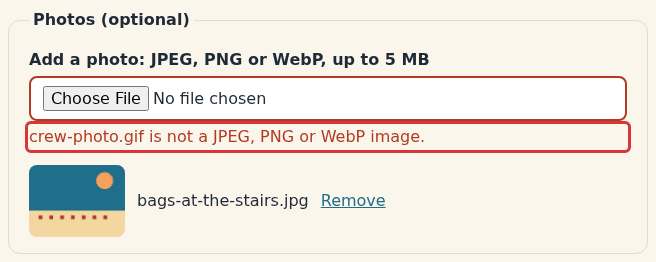 Photos (optional)
Add a photo: JPEG, PNG or WebP, up to 5 MB
Choose File No file chosen
crew-photo.gif is not a JPEG, PNG or WebP image.
bags-at-the-stairs.jpg Remove